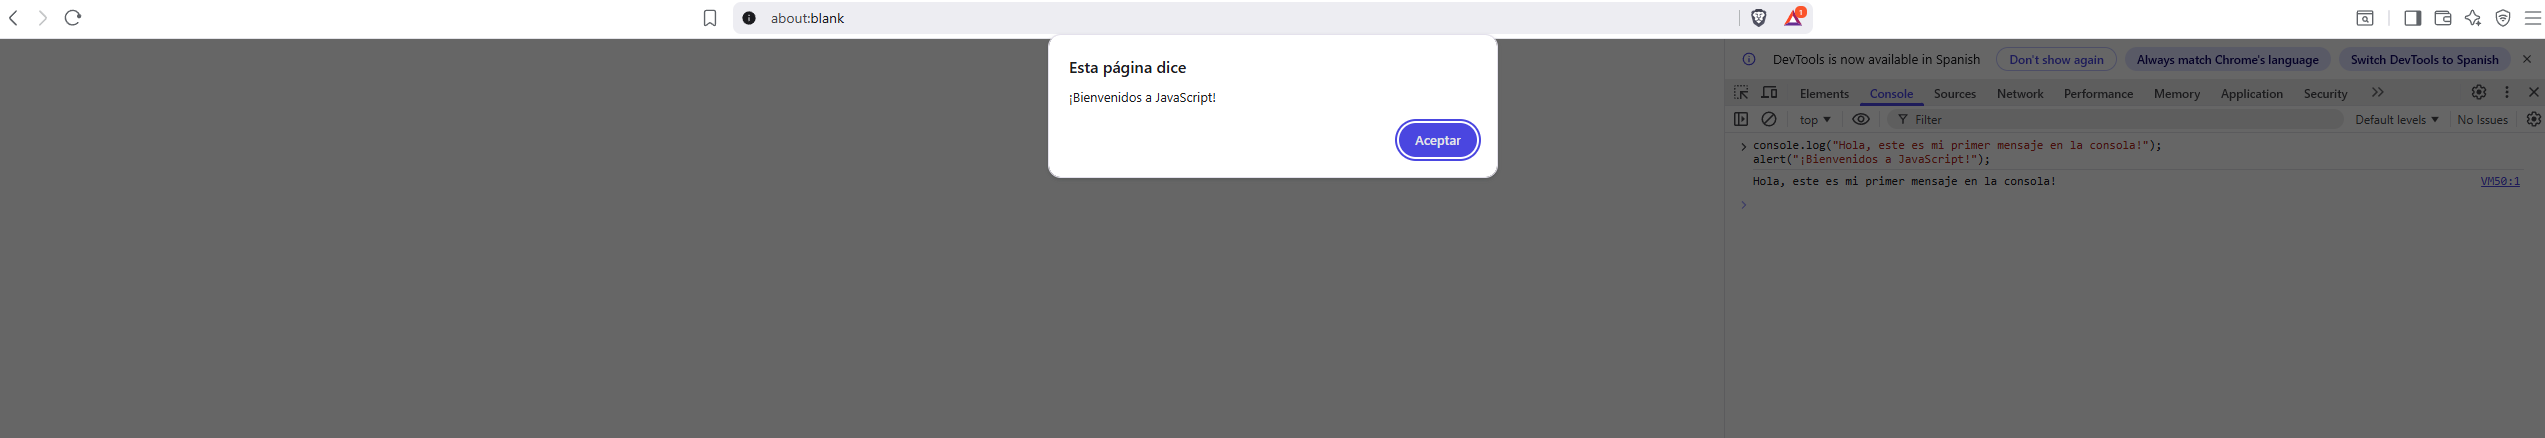 about:blank
1
Esta página dice
¡Bienvenidos a JavaScript!
Aceptar
DevTools is now available in Spanish
Don't show again
Always match Chrome's language
Switch DevTools to Spanish
Elements
Console
Sources
Network
Performance
Memory
Application
Security
top
Filter
Default levels
No Issues
console.log("Hola, este es mi primer mensaje en la consola!");
alert("¡Bienvenidos a JavaScript!");
Hola, este es mi primer mensaje en la consola!
VM50:1